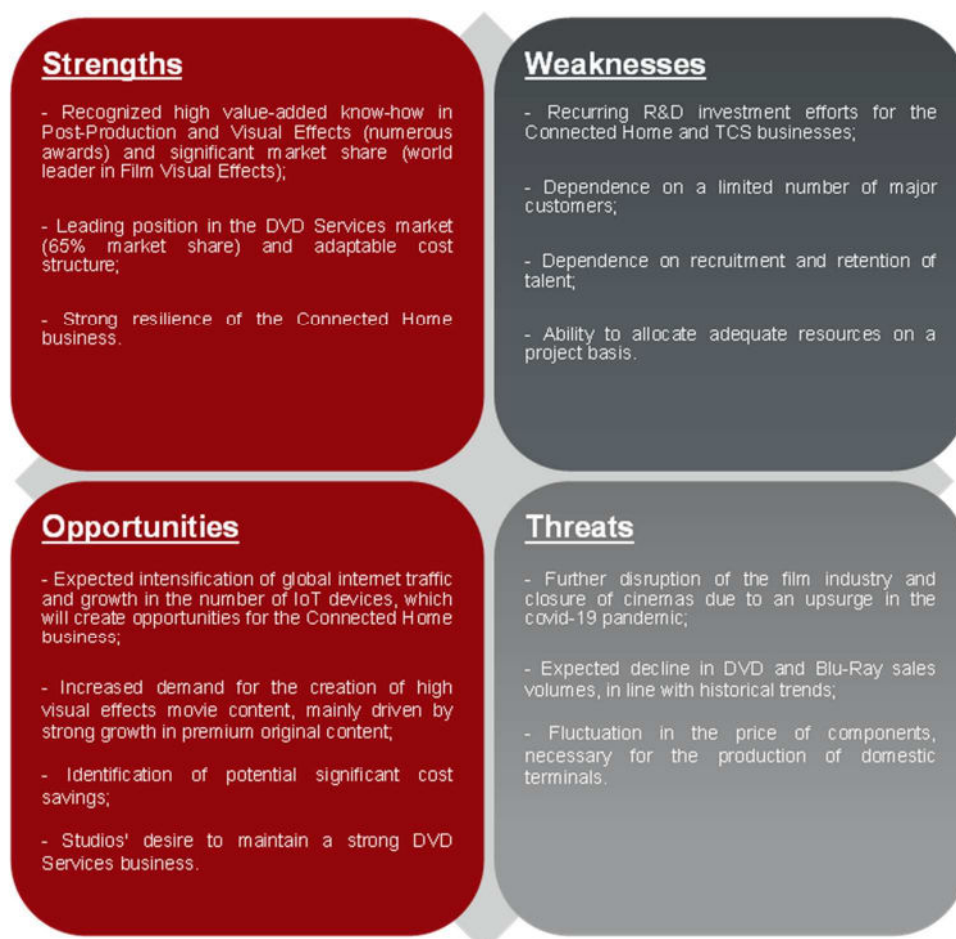 Strengths
- Recognized high value-added know-how in
Post-Production and Visual Effects (numerous
awards) and significant market share (world
leader in Film Visual Effects);
- Leading position in the DVD Services market
(65% market share) and adaptable cost
structure;
- Strong resilience of the Connected Home
business.
Weaknesses
- Recurring R&D investment efforts for the
Connected Home and TCS businesses;
- Dependence on a limited number of major
customers;
- Dependence on recruitment and retention of
talent;
- Ability to allocate adequate resources on a
project basis.
Opportunities
- Expected intensification of global internet traffic
and growth in the number of IoT devices, which
will create opportunities for the Connected Home
business;
- Increased demand for the creation of high
visual effects movie content, mainly driven by
strong growth in premium original content;
- Identification of potential significant cost
savings;
- Studios' desire to maintain a strong DVD
Services business.
Threats
- Further disruption of the film industry and
closure of cinemas due to an upsurge in the
covid-19 pandemic;
- Expected decline in DVD and Blu-Ray sales
volumes, in line with historical trends;
- Fluctuation in the price of components,
necessary for the production of domestic
terminals.